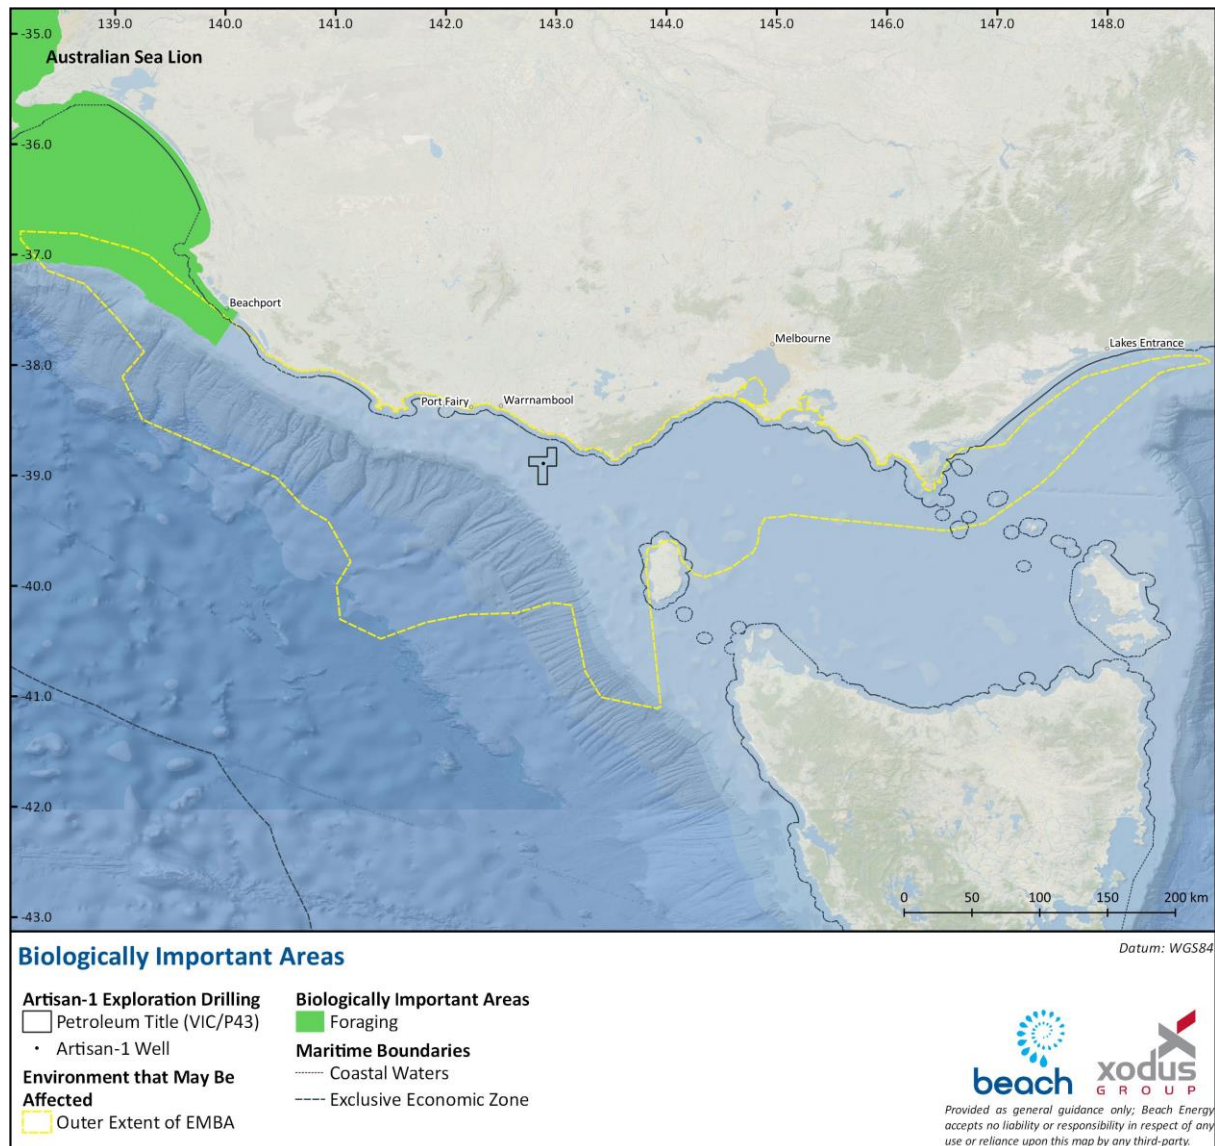 139.0 140.0 141.0 142.0 143.0 144.0 145.0 146.0 147.0 148.0
-35.0
Australian Sea Lion
-36.0
-37.0
Beachport
Melbourne
Lakes Entrance
-38.0
Port Fairy
Warrnambool
-39.0
-40.0
-41.0
-42.0
0 50 100 150 200 km
-43.0
Biologically Important Areas
Datum: WGS84
Artisan-1 Exploration Drilling
Petroleum Title (VIC/P43)
Artisan-1 Well
Environment that May Be
Affected
Outer Extent of EMBA
Biologically Important Areas
Foraging
Maritime Boundaries
Coastal Waters
Exclusive Economic Zone
beach
xodus
GROUP
Provided as general guidance only; Beach Energy
accepts no liability or responsibility in respect of any
use or reliance upon this map by any third-party.